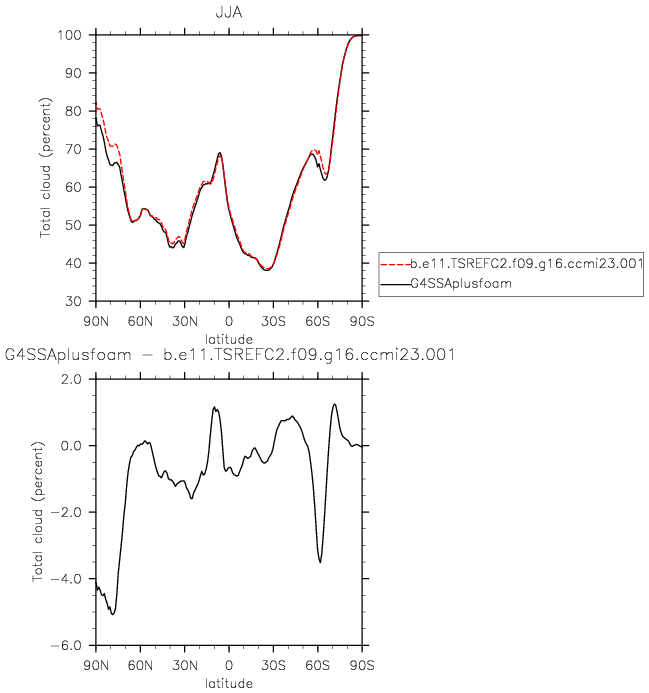 JJA
Total cloud (percent)
100
90
80
70
60
50
40
30
90N 60N 30N 0 30S 60S 90S
latitude
b.e11.TSREFC2.f09.g16.ccmi23.001
G4SSAplusfoam
G4SSAplusfoam − b.e11.TSREFC2.f09.g16.ccmi23.001
Total cloud (percent)
2.0
0.0
−2.0
−4.0
−6.0
90N 60N 30N 0 30S 60S 90S
latitude